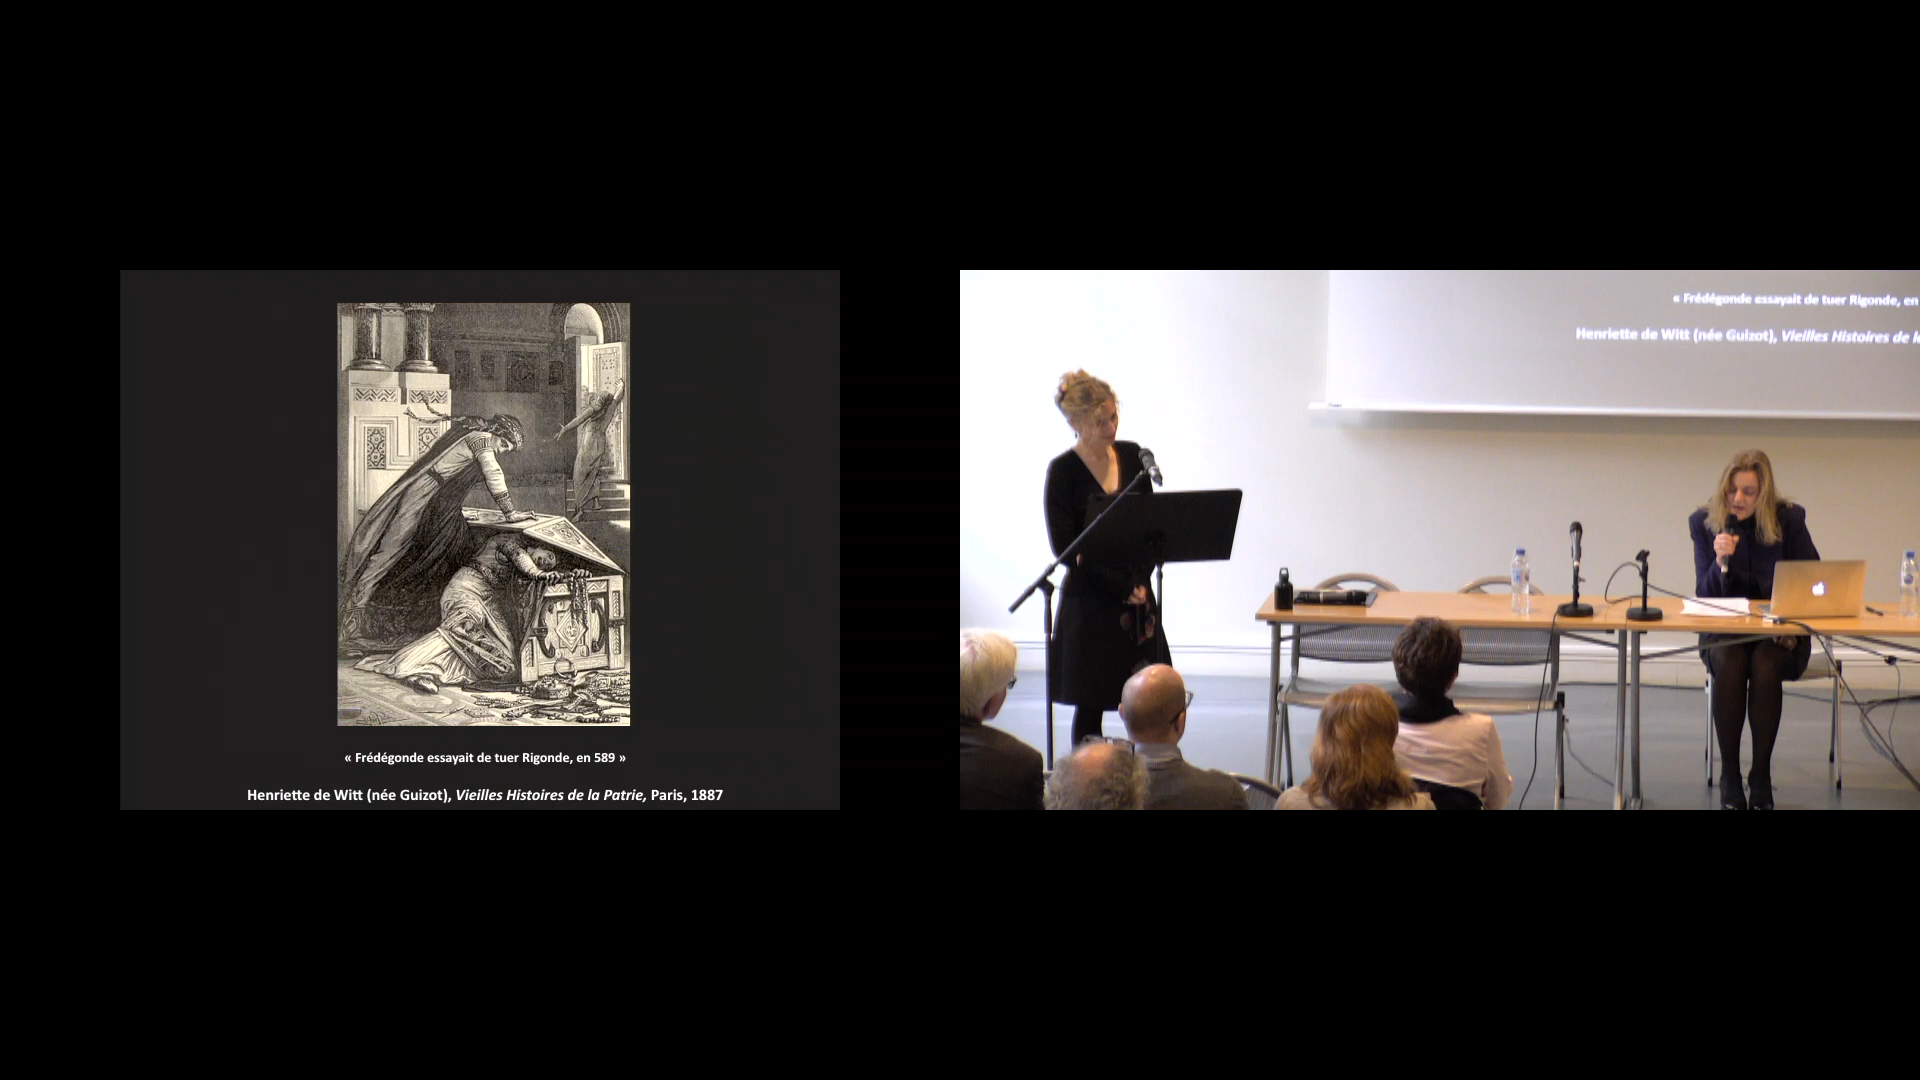 « Frédégonde essayait de tuer Rigonde, en 589 »
Henriette de Witt (née Guizot), Vieilles Histoires de la Patrie, Paris, 1887
« Frédégonde essayait de tuer Rigonde, en
Henriette de Witt (née Guizot), Vieilles Histoires de